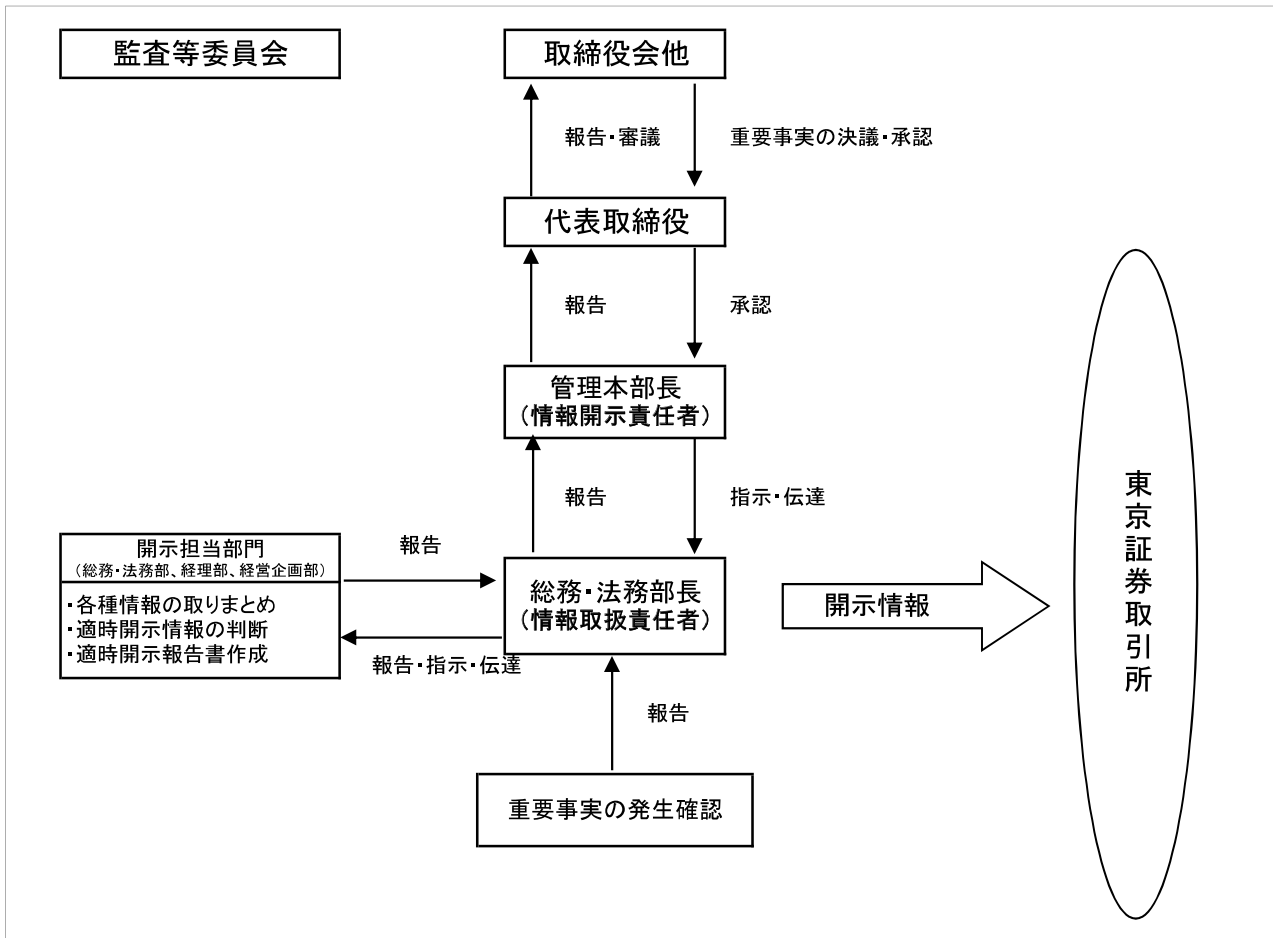 監査等委員会
取締役会他
報告・審議
重要事実の決議・承認
代表取締役
報告
承認
管理本部長
（情報開示責任者）
報告
指示・伝達
開示担当部門
（総務・法務部、経理部、経営企画部）
・各種情報の取りまとめ
・適時開示情報の判断
・適時開示報告書作成
報告
報告・指示・伝達
総務・法務部長
（情報取扱責任者）
開示情報
東京証券取引所
報告
重要事実の発生確認